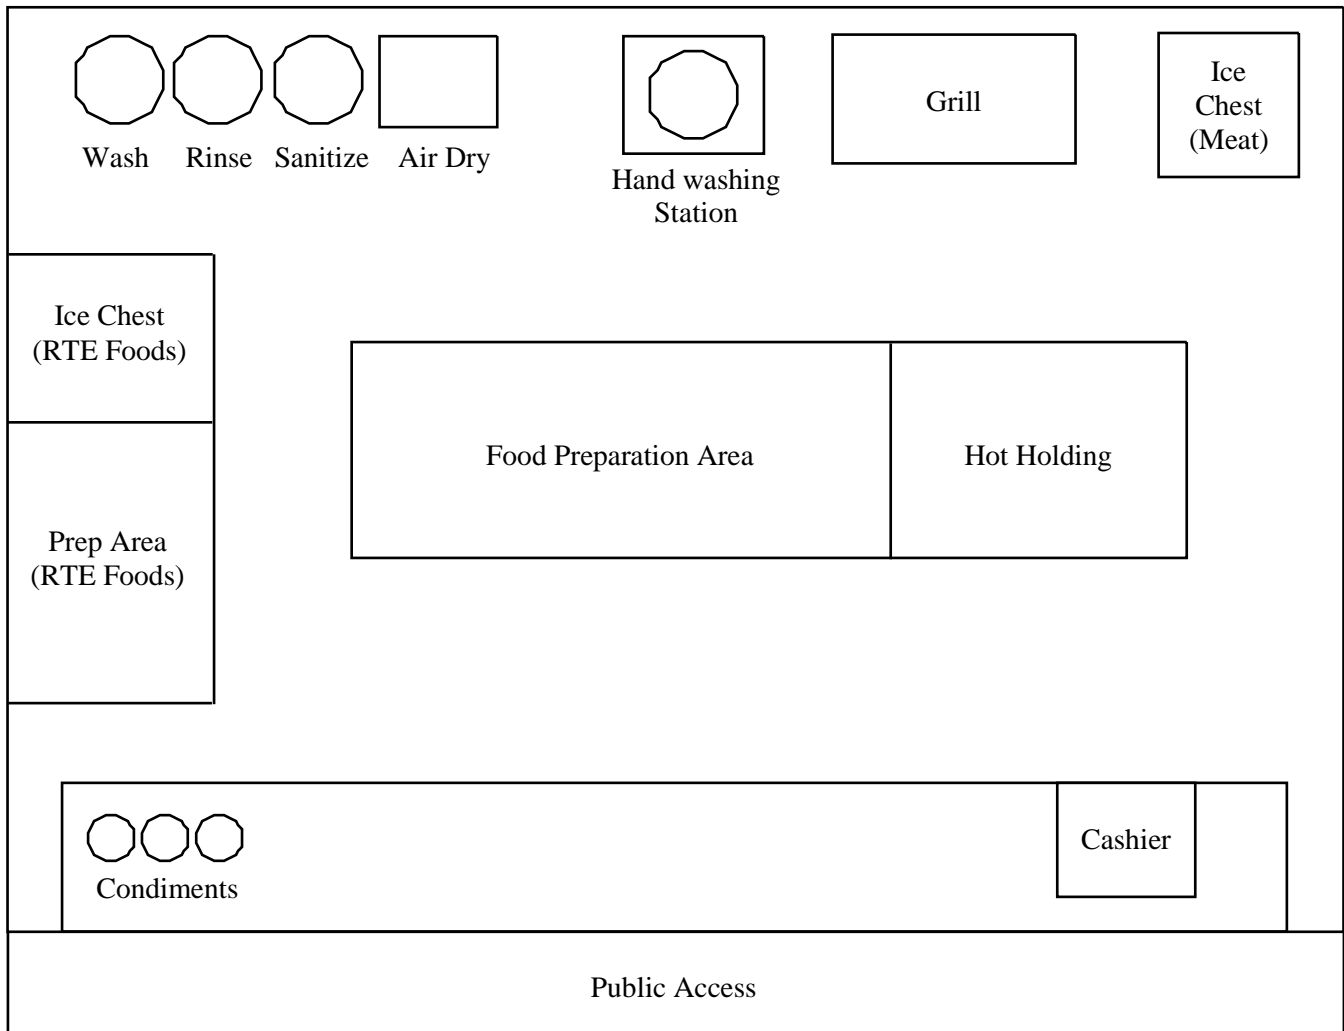 Wash
Rinse
Sanitize
Air Dry
Hand washing
Station
Grill
Ice
Chest
(Meat)
Ice Chest
(RTE Foods)
Food Preparation Area
Hot Holding
Prep Area
(RTE Foods)
Condiments
Cashier
Public Access